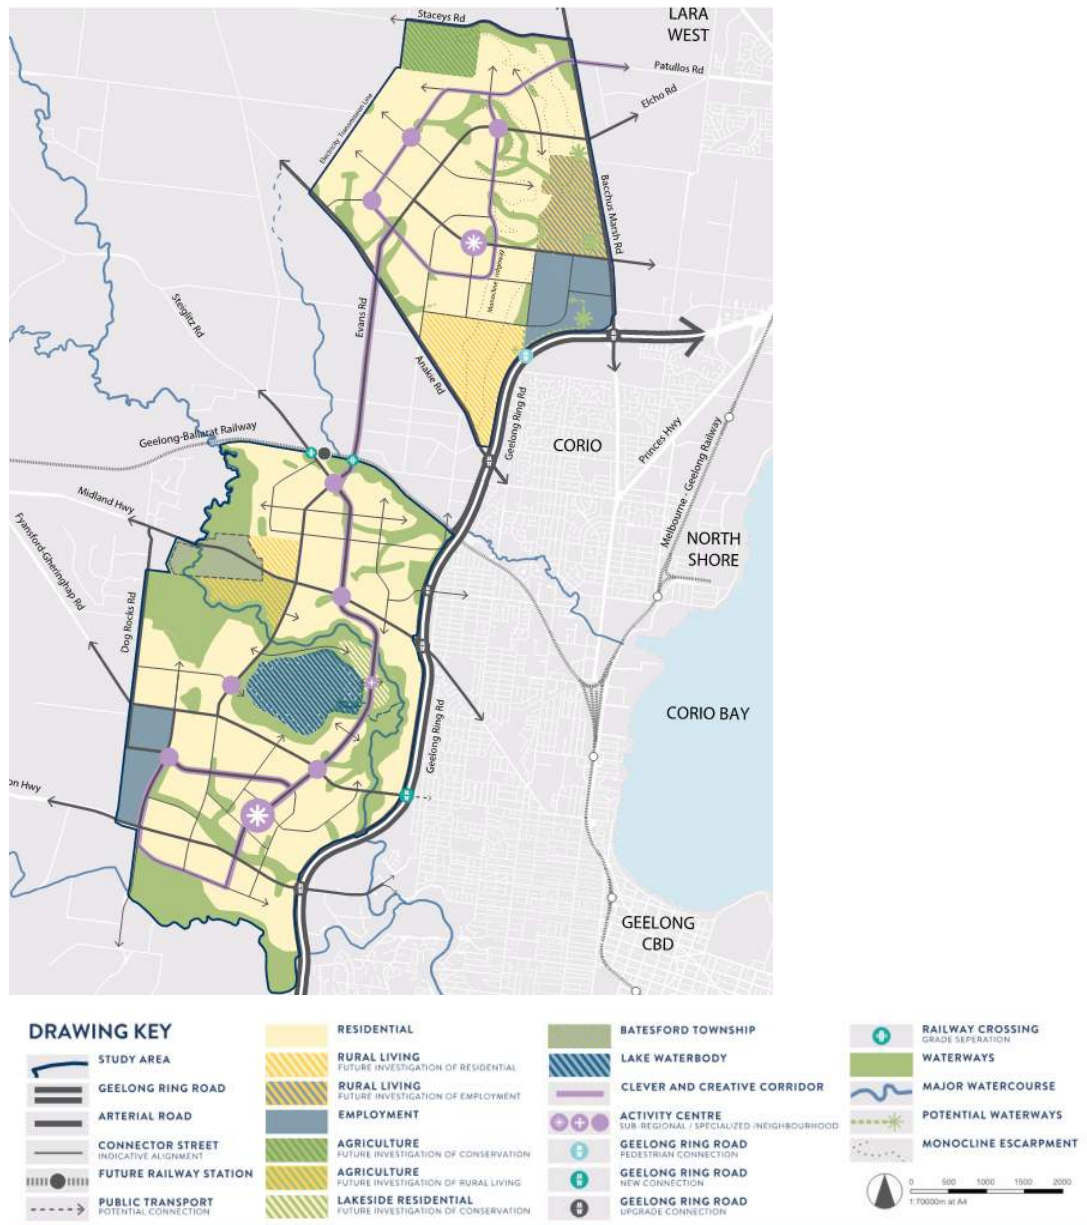 LARA
WEST
Staceys Rd
Patullos Rd
Elcho Rd
Electricity Transmission Line
Bacchus Marsh Rd
Steiglitz Rd
Evans Rd
Monocline Ridgeway
Anakie Rd
Geelong Ring Rd
Geelong-Ballarat Railway
CORIO
Princes Hwy
Melbourne - Geelong Railway
Midland Hwy
Fyansford-Gheringhap Rd
NORTH
SHORE
Dog Rocks Rd
CORIO BAY
Geelong Ring Rd
on Hwy
GEELONG
CBD
DRAWING KEY
STUDY AREA
GEELONG RING ROAD
ARTERIAL ROAD
CONNECTOR STREET
INDICATIVE ALIGNMENT
FUTURE RAILWAY STATION
PUBLIC TRANSPORT
POTENTIAL CONNECTION
RESIDENTIAL
RURAL LIVING
FUTURE INVESTIGATION OF RESIDENTIAL
RURAL LIVING
FUTURE INVESTIGATION OF EMPLOYMENT
EMPLOYMENT
AGRICULTURE
FUTURE INVESTIGATION OF CONSERVATION
AGRICULTURE
FUTURE INVESTIGATION OF RURAL LIVING
LAKESIDE RESIDENTIAL
FUTURE INVESTIGATION OF CONSERVATION
BATESFORD TOWNSHIP
LAKE WATERBODY
CLEVER AND CREATIVE CORRIDOR
ACTIVITY CENTRE
SUB-REGIONAL / SPECIALIZED /NEIGHBOURHOOD
GEELONG RING ROAD
PEDESTRIAN CONNECTION
GEELONG RING ROAD
NEW CONNECTION
GEELONG RING ROAD
UPGRADE CONNECTION
RAILWAY CROSSING
GRADE SEPERATION
WATERWAYS
MAJOR WATERCOURSE
POTENTIAL WATERWAYS
MONOCLINE ESCARPMENT
0 500 1000 1500 2000
1:70000m at A4